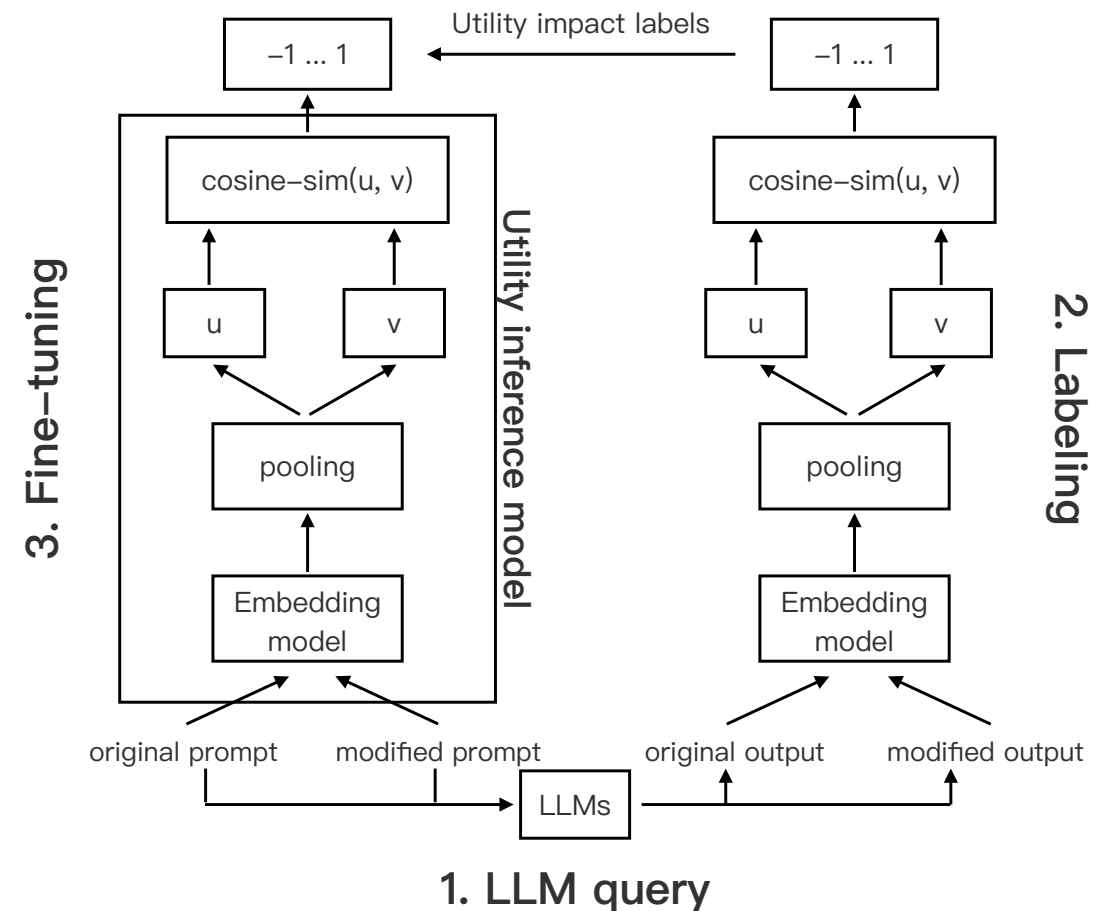 Utility impact labels
–1 ... 1
–1 ... 1
cosine–sim(u, v)
cosine–sim(u, v)
u
v
u
v
pooling
pooling
Embedding
model
Embedding
model
Utility inference model
3. Fine–tuning
2. Labeling
original prompt
modified prompt
original output
modified output
LLMs
1. LLM query